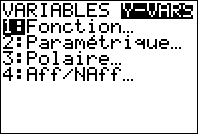 VARIABLES Y-VARS
1:Fonction…
2:Paramétrique…
3:Polaire…
4:Aff/NAff…